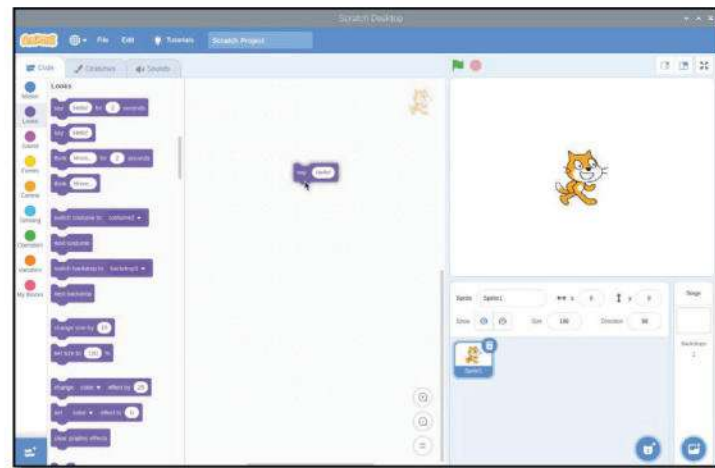 Scratch Desktop
SCRATCH File Edit Tutorials Scratch Project
Code Costumes Sounds
Motion
Looks
Sound
Events
Control
Sensing
Operators
Variables
My Blocks
Looks
say Hello! for 2 seconds
say Hello!
think Hmm... for 2 seconds
think Hmm...
switch costume to costume2
next costume
switch backdrop to backdrop1
next backdrop
change size by 10
set size to 100 %
change color effect by 25
set color effect to 0
clear graphic effects
say Hello!
Sprite Sprite1 x 0 y 0
Show Size 100 Direction 90
Sprite1
Stage
Backdrops
1